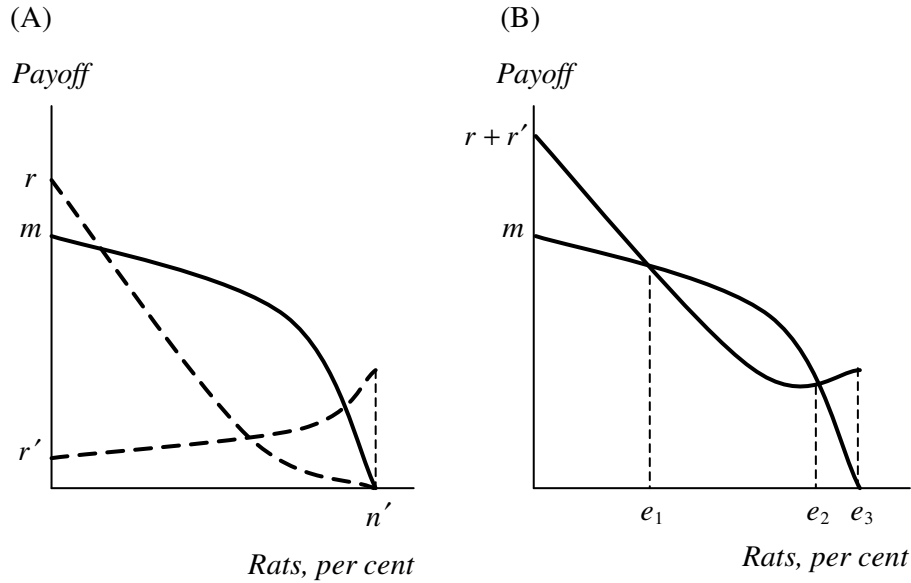 (A)
Payoff
r
m
r′
n′
Rats, per cent
(B)
Payoff
r + r′
m
e₁
e₂
e₃
Rats, per cent